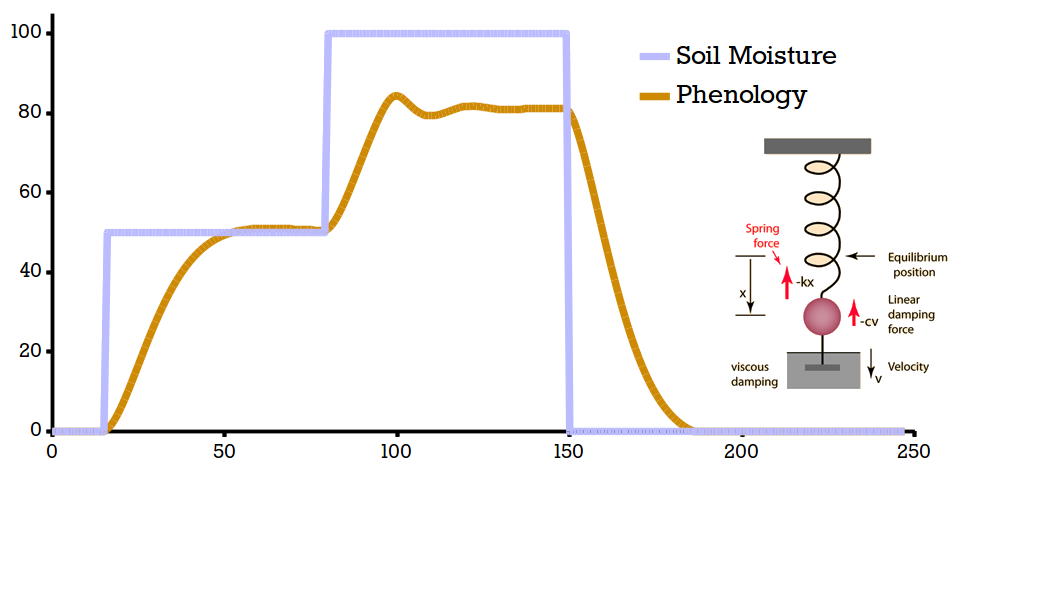 100
80
60
40
20
0
0
50
100
150
200
250
Soil Moisture
Phenology
Spring
force
-kx
x
Equilibrium
position
Linear
damping
force
-cv
viscous
damping
Velocity
v